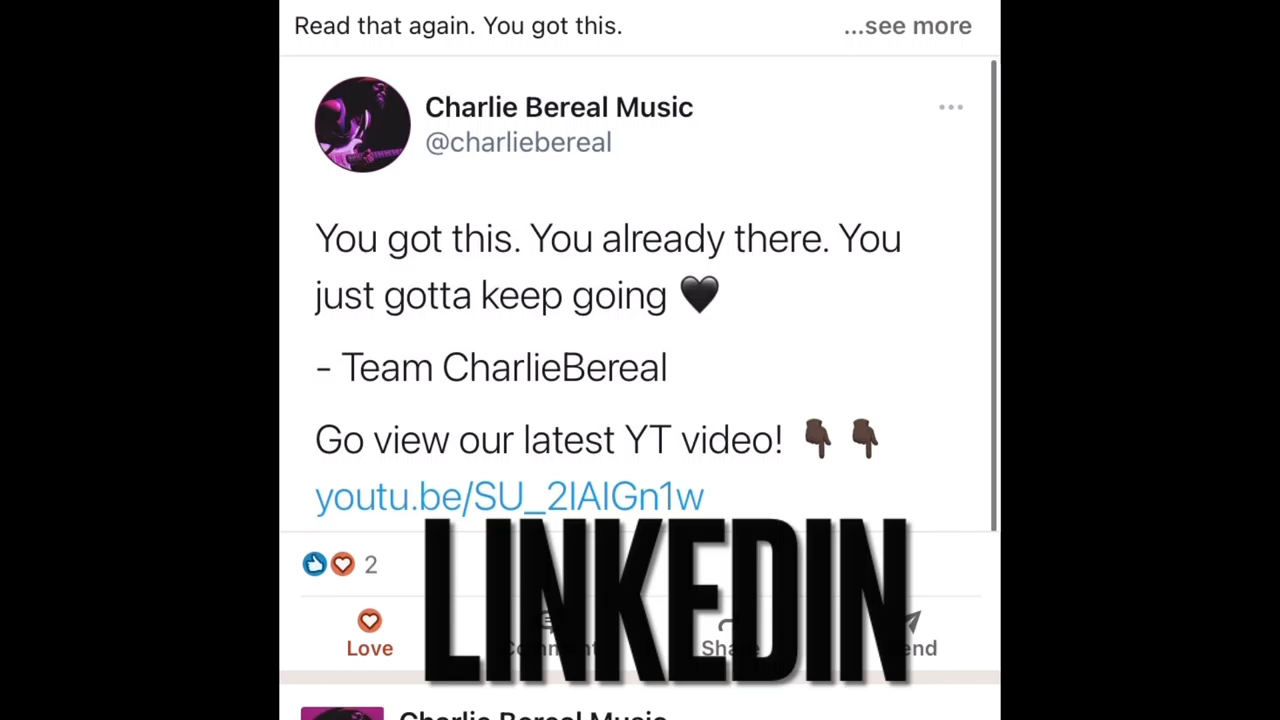 Read that again. You got this. ...see more
Charlie Bereal Music
@charliebereal
You got this. You already there. You
just gotta keep going 🖤
- Team CharlieBereal
Go view our latest YT video! 👇🏿 👇🏿
youtu.be/SU_2lAlGn1w
2
Love Comment Share Send
LINKEDIN
Charlie Bereal Music